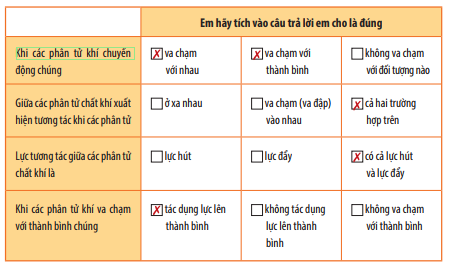 Em hãy tích vào câu trả lời em cho là đúng
Khi các phân tử khí chuyển
động chúng
va chạm
với nhau
va chạm với
thành bình
không va chạm
với đối tượng nào
Giữa các phân tử chất khí xuất
hiện tương tác khi các phân tử
ở xa nhau
va chạm (va đập)
vào nhau
cả hai trường
hợp trên
Lực tương tác giữa các phân tử
chất khí là
lực hút
lực đẩy
có cả lực hút
và lực đẩy
Khi các phân tử khí va chạm
với thành bình chúng
tác dụng lực lên
thành bình
không tác dụng
lực lên thành
bình
không va chạm
với thành bình